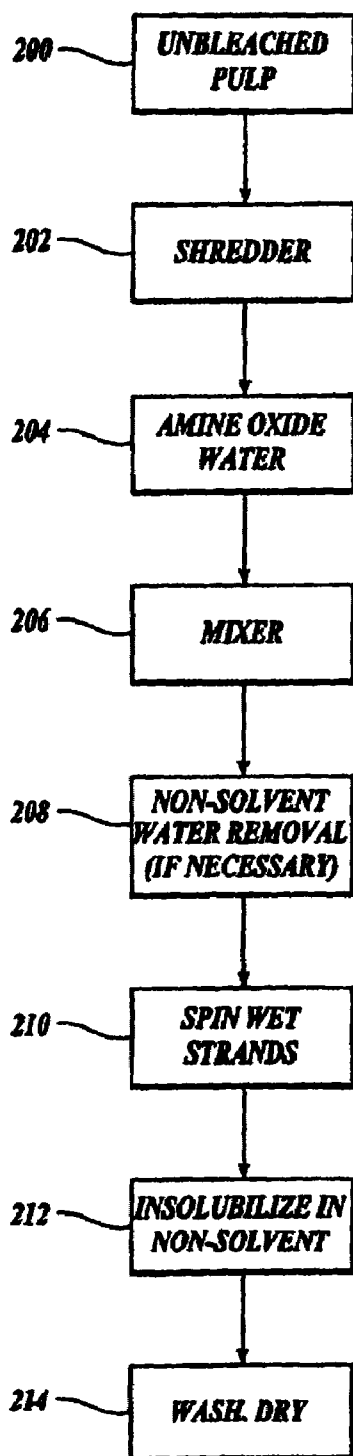 200
UNBLEACHED
PULP
202
SHREDDER
204
AMINE OXIDE
WATER
206
MIXER
208
NON-SOLVENT
WATER REMOVAL
(IF NECESSARY)
210
SPIN WET
STRANDS
212
INSOLUBILIZE IN
NON-SOLVENT
214
WASH. DRY